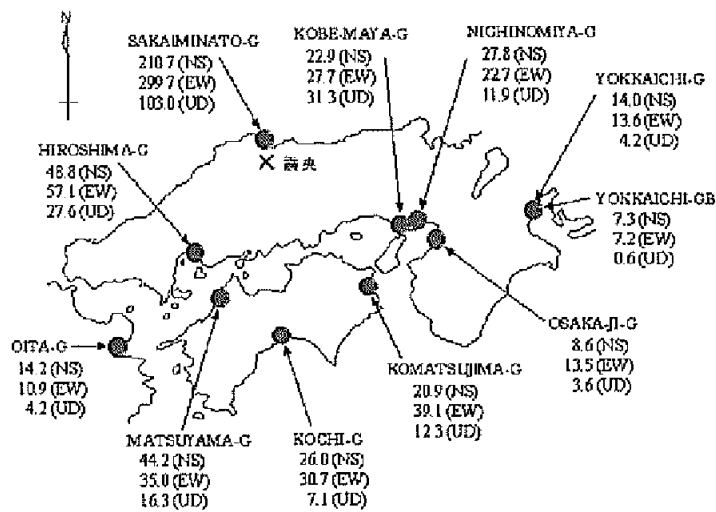 N
SAKAIMINATO-G
210.7 (NS)
299.7 (EW)
103.0 (UD)
KOBE-MAYA-G
22.9 (NS)
27.7 (EW)
31.3 (UD)
NICHINOMIYA-G
27.8 (NS)
22.7 (EW)
11.9 (UD)
YOKKAICHI-G
14.0 (NS)
13.6 (EW)
4.2 (UD)
HIROSHIMA-G
48.8 (NS)
57.1 (EW)
27.6 (UD)
YOKKAICHI-GB
7.3 (NS)
7.2 (EW)
0.6 (UD)
OITA-G
14.2 (NS)
10.9 (EW)
4.2 (UD)
OSAKA-JI-G
8.6 (NS)
13.5 (EW)
3.6 (UD)
KOMATSUJIMA-G
20.9 (NS)
39.1 (EW)
12.3 (UD)
MATSUYAMA-G
44.2 (NS)
35.0 (EW)
16.3 (UD)
KOCHI-G
26.0 (NS)
30.7 (EW)
7.1 (UD)